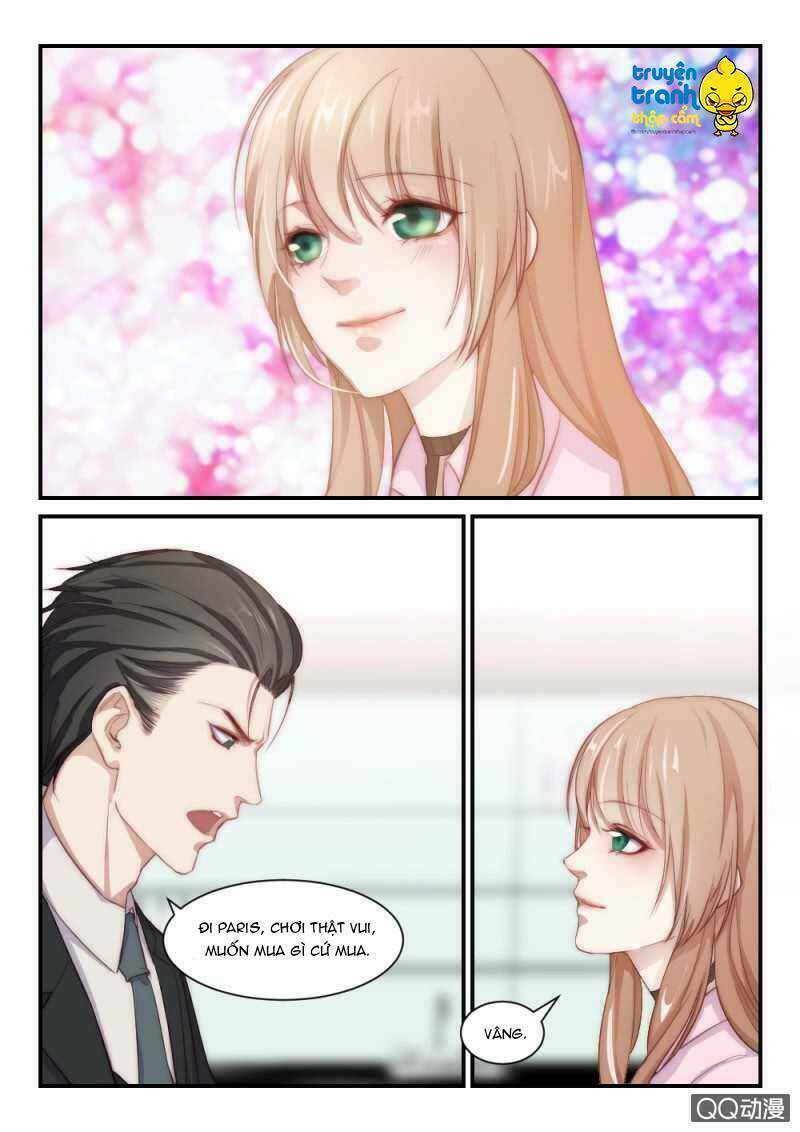 truyện
tranh
thập cẩm
ĐI PARIS, CHƠI THẬT VUI,
MUỐN MUA GÌ CỨ MUA.
VÂNG.
QQ动漫